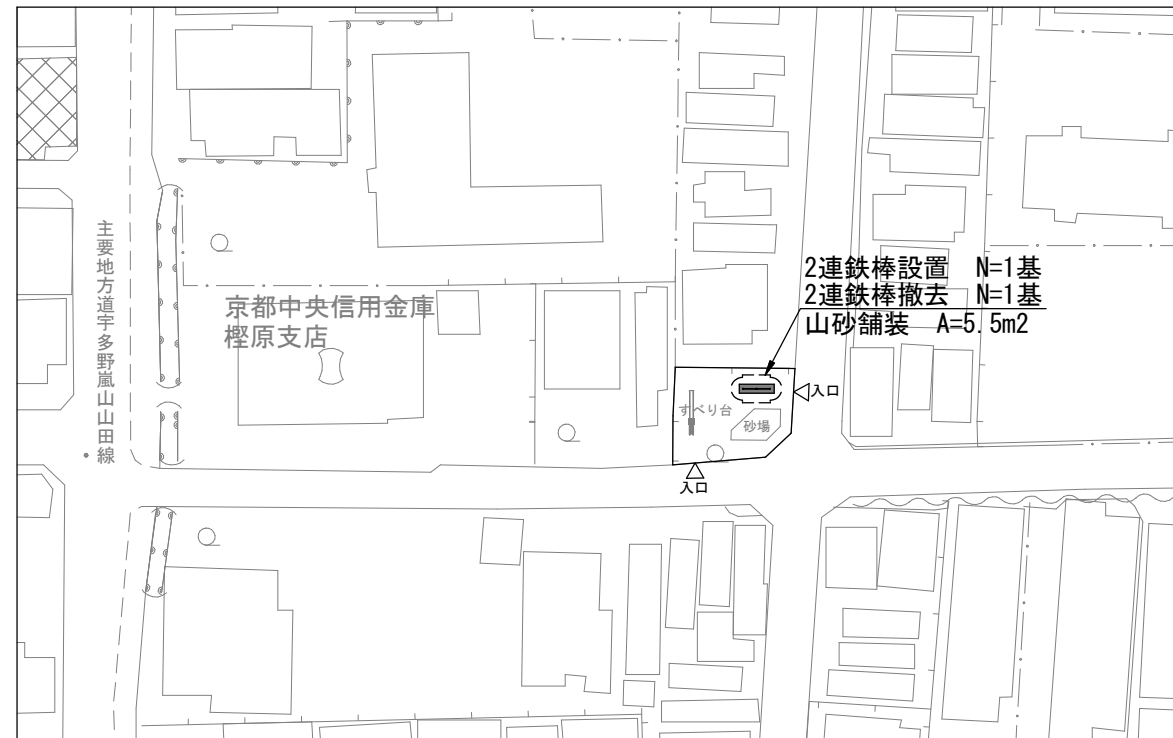 主要地方道宇多野嵐山山田線
京都中央信用金庫
樫原支店
2連鉄棒設置 N=1基
2連鉄棒撤去 N=1基
山砂舗装 A=5.5m2
入口
すべり台
砂場
入口